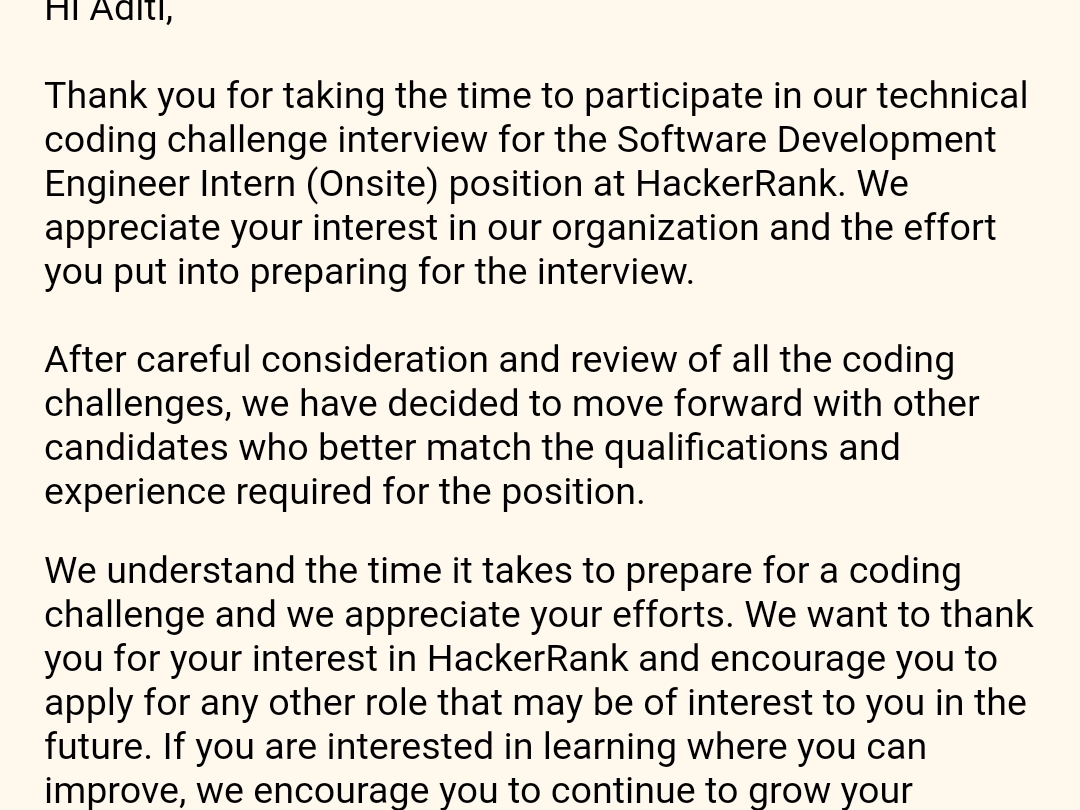 Hi Aditi,
Thank you for taking the time to participate in our technical
coding challenge interview for the Software Development
Engineer Intern (Onsite) position at HackerRank. We
appreciate your interest in our organization and the effort
you put into preparing for the interview.
After careful consideration and review of all the coding
challenges, we have decided to move forward with other
candidates who better match the qualifications and
experience required for the position.
We understand the time it takes to prepare for a coding
challenge and we appreciate your efforts. We want to thank
you for your interest in HackerRank and encourage you to
apply for any other role that may be of interest to you in the
future. If you are interested in learning where you can
improve, we encourage you to continue to grow your